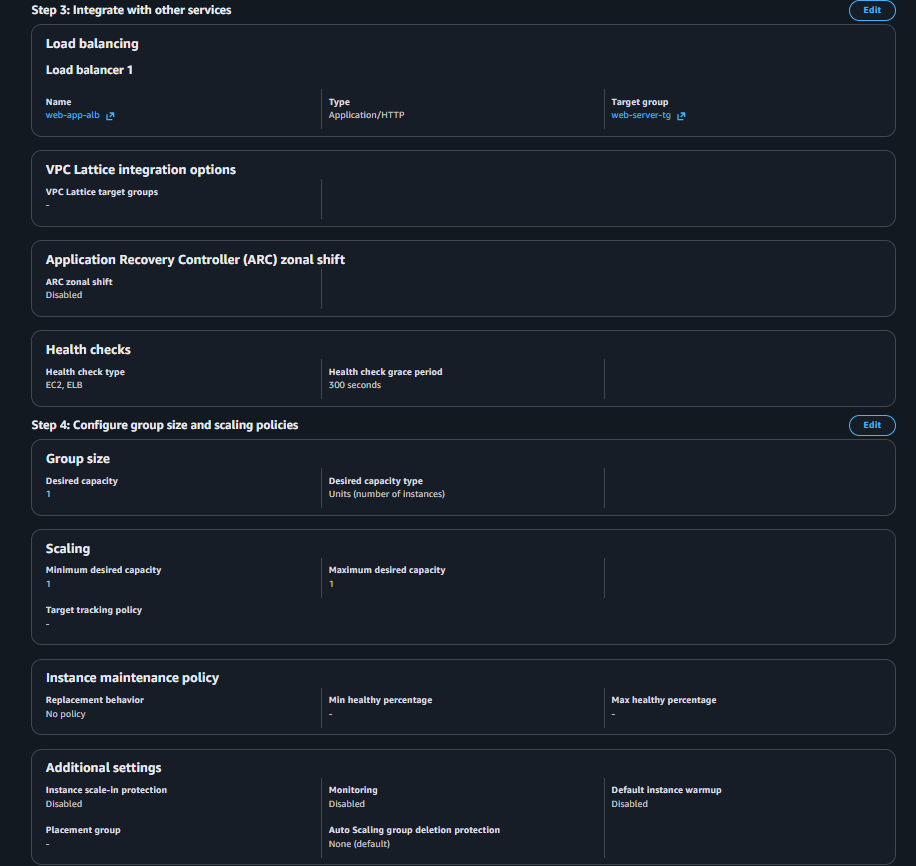 Step 3: Integrate with other services
Edit
Load balancing
Load balancer 1
Name
web-app-alb
Type
Application/HTTP
Target group
web-server-tg
VPC Lattice integration options
VPC Lattice target groups
-
Application Recovery Controller (ARC) zonal shift
ARC zonal shift
Disabled
Health checks
Health check type
EC2, ELB
Health check grace period
300 seconds
Step 4: Configure group size and scaling policies
Edit
Group size
Desired capacity
1
Desired capacity type
Units (number of instances)
Scaling
Minimum desired capacity
1
Maximum desired capacity
1
Target tracking policy
-
Instance maintenance policy
Replacement behavior
No policy
Min healthy percentage
-
Max healthy percentage
-
Additional settings
Instance scale-in protection
Disabled
Monitoring
Disabled
Default instance warmup
Disabled
Placement group
-
Auto Scaling group deletion protection
None (default)